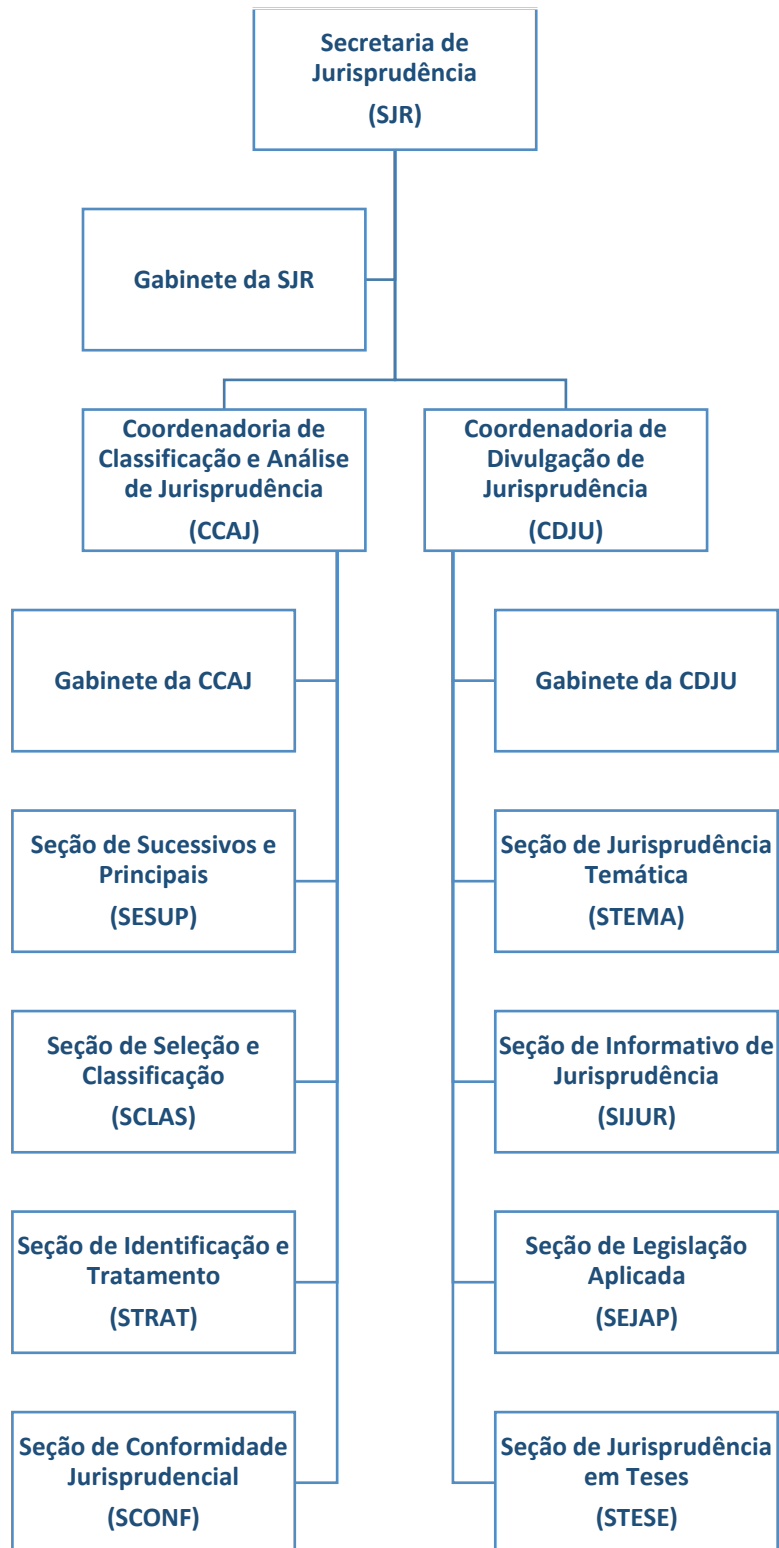 Secretaria de
Jurisprudência
(SJR)
Gabinete da SJR
Coordenadoria de
Classificação e Análise
de Jurisprudência
(CCAJ)
Coordenadoria de
Divulgação de
Jurisprudência
(CDJU)
Gabinete da CCAJ
Gabinete da CDJU
Seção de Sucessivos e
Principais
(SESUP)
Seção de Jurisprudência
Temática
(STEMA)
Seção de Seleção e
Classificação
(SCLAS)
Seção de Informativo de
Jurisprudência
(SIJUR)
Seção de Identificação e
Tratamento
(STRAT)
Seção de Legislação
Aplicada
(SEJAP)
Seção de Conformidade
Jurisprudencial
(SCONF)
Seção de Jurisprudência
em Teses
(STESE)